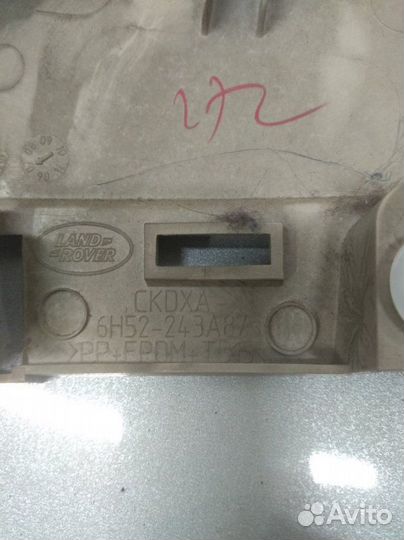 272
LAND
ROVER
CKDXA
6H52-243A87
>PP+EPDM+
Avito